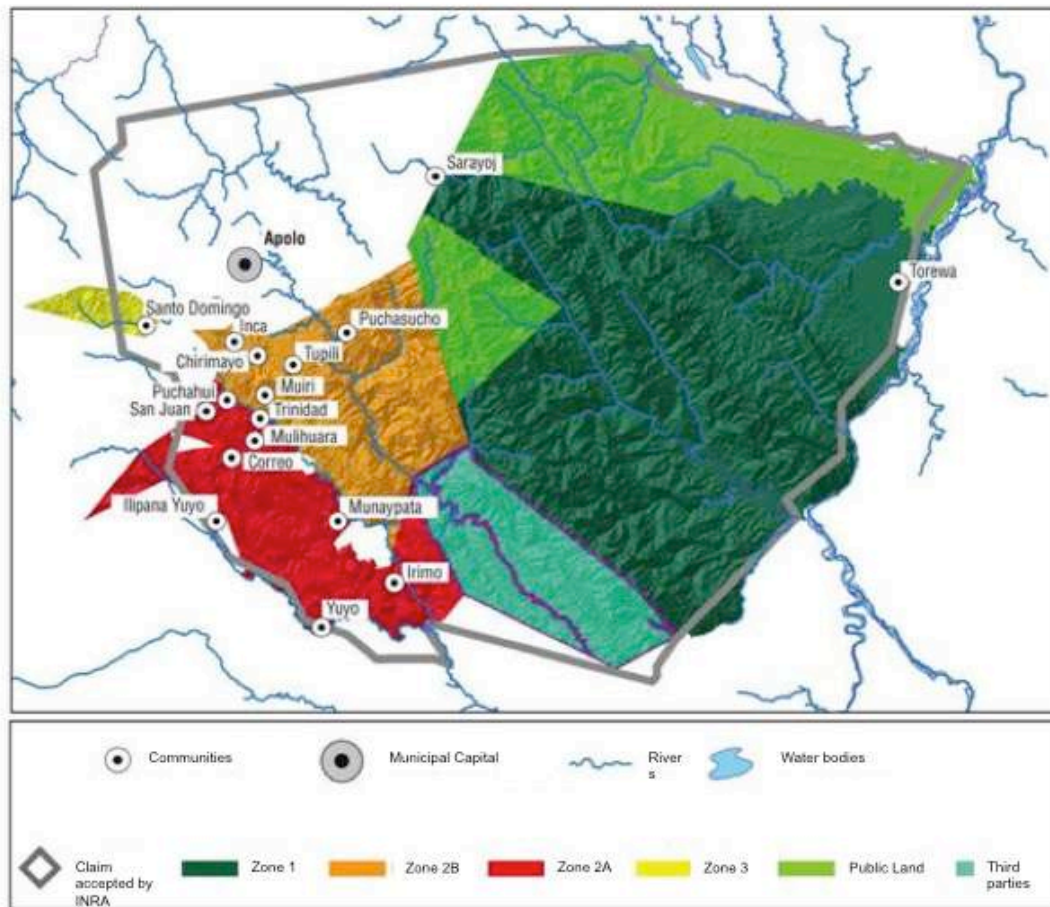 Sarayoj
Apolo
Torewa
Santo Domingo
Inca
Puchasucho
Chirimayo
Tupili
Puchahui
Muiri
San Juan
Trinidad
Mulihuara
Correo
Ilipana Yuyo
Munaypata
Irimo
Yuyo
Communities
Municipal Capital
River
s
Water bodies
Claim
accepted by
INRA
Zone 1
Zone 2B
Zone 2A
Zone 3
Public Land
Third
parties